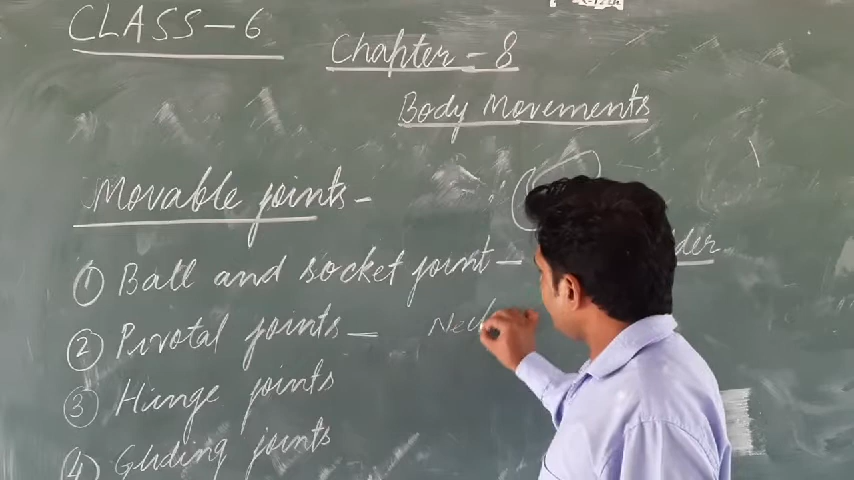 CLASS - 6
Chapter - 8
Body Movements
Movable joints -
① Ball and socket joint -
② Pivotal joints -
③ Hinge joints
④ Gliding joints